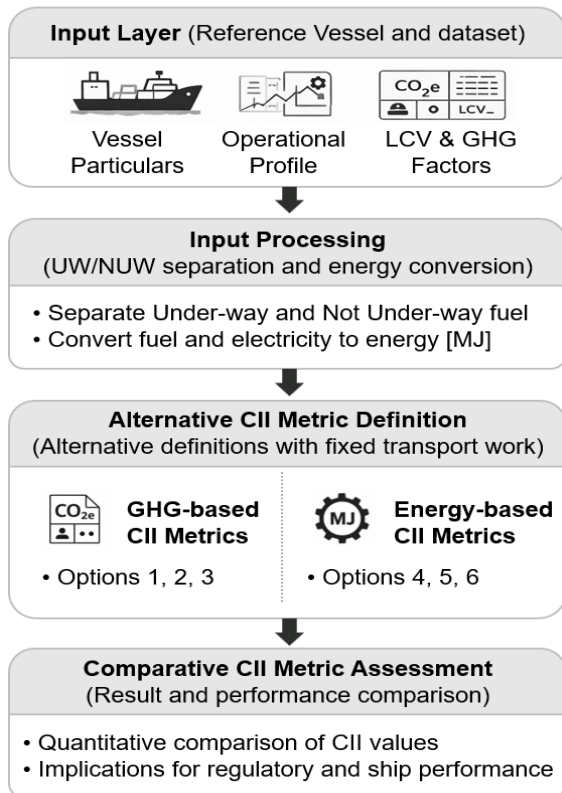 Input Layer (Reference Vessel and dataset)
CO2e
LCV_
Vessel Particulars
Operational Profile
LCV & GHG Factors
Input Processing
(UW/NUW separation and energy conversion)
• Separate Under-way and Not Under-way fuel
• Convert fuel and electricity to energy [MJ]
Alternative CII Metric Definition
(Alternative definitions with fixed transport work)
CO2e
GHG-based
CII Metrics
• Options 1, 2, 3
MJ
Energy-based
CII Metrics
• Options 4, 5, 6
Comparative CII Metric Assessment
(Result and performance comparison)
• Quantitative comparison of CII values
• Implications for regulatory and ship performance